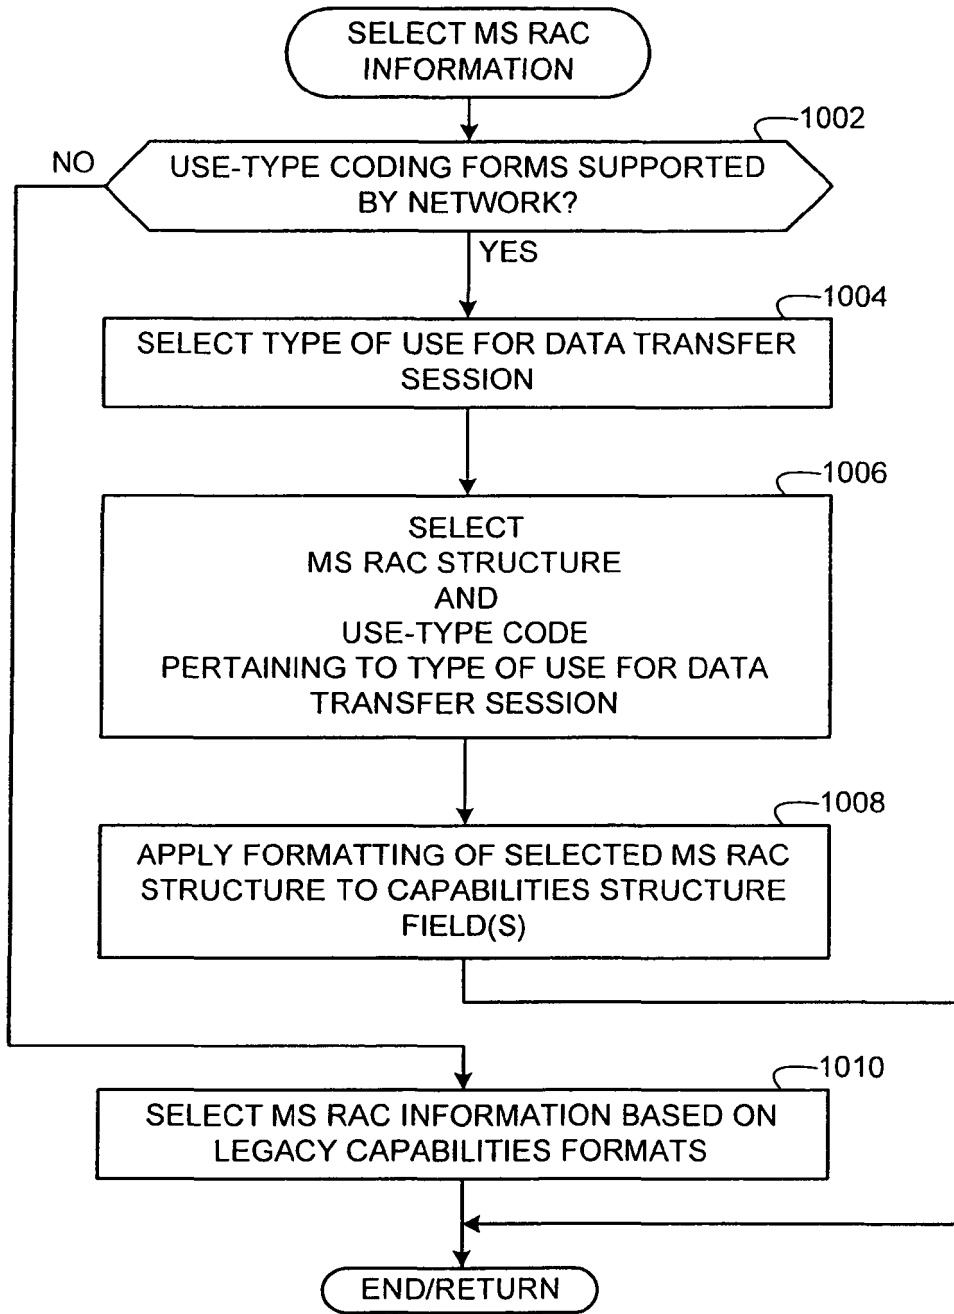 SELECT MS RAC
INFORMATION
1002
NO
USE-TYPE CODING FORMS SUPPORTED
BY NETWORK?
YES
1004
SELECT TYPE OF USE FOR DATA TRANSFER
SESSION
1006
SELECT
MS RAC STRUCTURE
AND
USE-TYPE CODE
PERTAINING TO TYPE OF USE FOR DATA
TRANSFER SESSION
1008
APPLY FORMATTING OF SELECTED MS RAC
STRUCTURE TO CAPABILITIES STRUCTURE
FIELD(S)
1010
SELECT MS RAC INFORMATION BASED ON
LEGACY CAPABILITIES FORMATS
END/RETURN